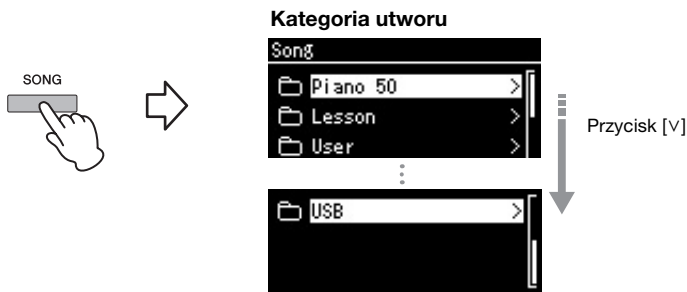 Kategoria utworu
Song
SONG
Piano 50 >
Lesson >
User >
Przycisk [∨]
USB >